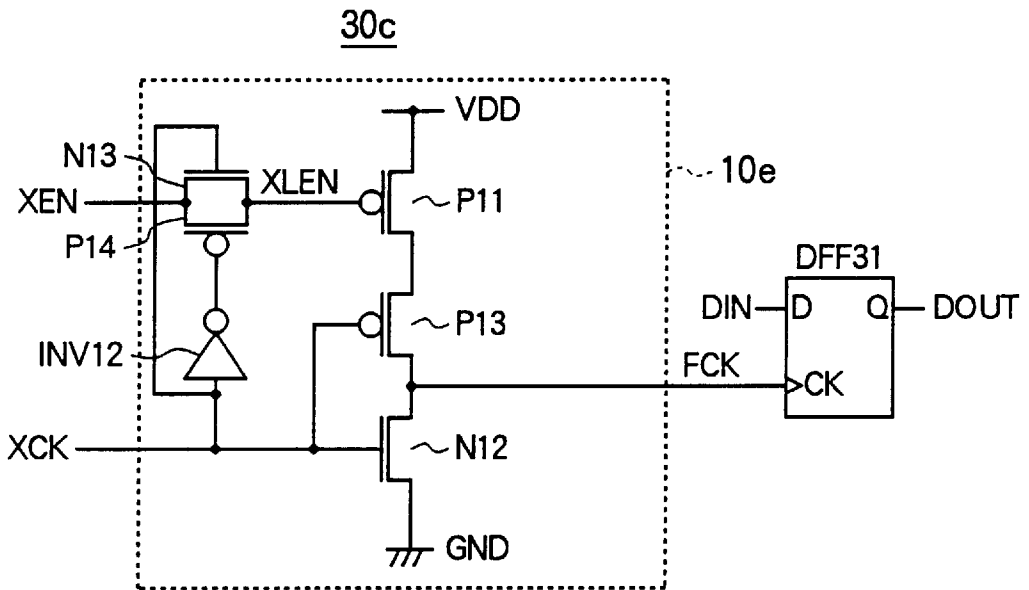 30c
VDD
N13
XLEN
10e
XEN
P11
P14
DFF31
P13
DIN
D
Q
DOUT
INV12
FCK
CK
XCK
N12
GND